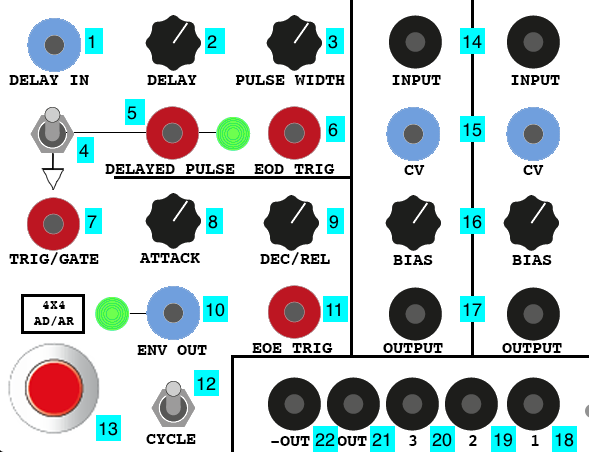 1 2 3 14
DELAY IN DELAY PULSE WIDTH INPUT INPUT
4 5 6 15
DELAYED PULSE EOD TRIG CV CV
7 8 9 16
TRIG/GATE ATTACK DEC/REL BIAS BIAS
4X4
AD/AR
10 11 17
ENV OUT EOE TRIG OUTPUT OUTPUT
12
13
CYCLE
-OUT 22 OUT 21 3 20 2 19 1 18